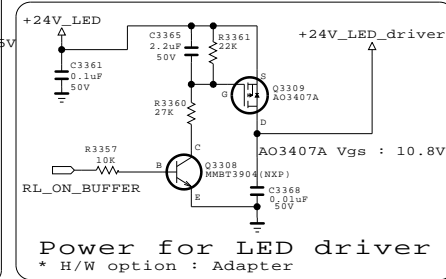 5V
+24V_LED
C3365
2.2uF
50V
R3361
22K
+24V_LED_driver
C3361
0.1uF
50V
S
G
Q3309
AO3407A
D
R3360
27K
AO3407A Vgs : 10.8V
R3357
10K
C
B
Q3308
MMBT3904(NXP)
E
RL_ON_BUFFER
C3368
0.01uF
50V
Power for LED driver
* H/W option : Adapter